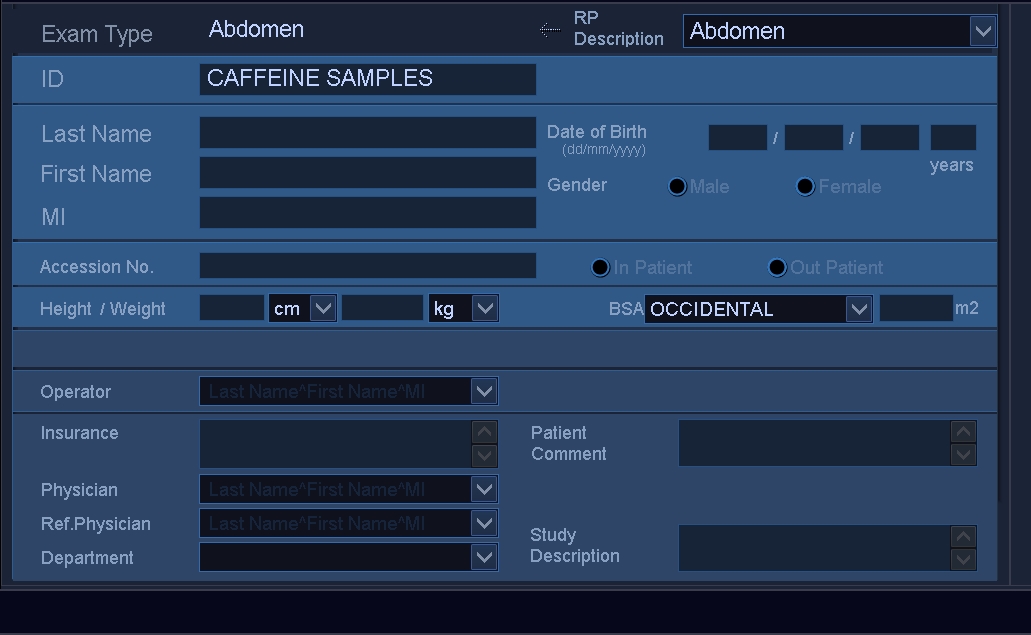 Exam Type Abdomen RP Description Abdomen
ID CAFFEINE SAMPLES
Last Name Date of Birth / /
(dd/mm/yyyy)
years
First Name
Gender Male Female
MI
Accession No. In Patient Out Patient
Height / Weight cm kg BSA OCCIDENTAL m2
Operator Last Name^First Name^MI
Insurance Patient Comment
Physician Last Name^First Name^MI
Ref.Physician Last Name^First Name^MI
Study Description
Department